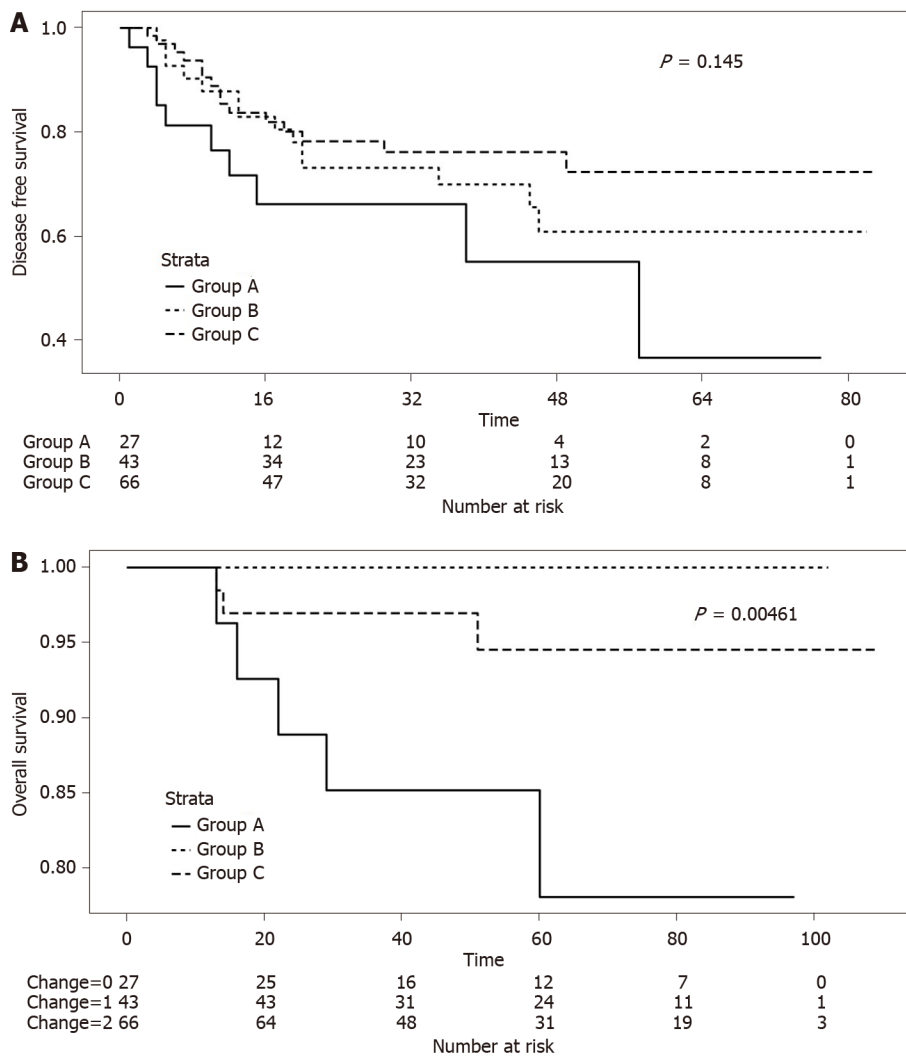 A
1.0
0.8
0.6
0.4
Disease free survival
P = 0.145
Strata
Group A
Group B
Group C
0 16 32 48 64 80
Time
Group A 27 12 10 4 2 0
Group B 43 34 23 13 8 1
Group C 66 47 32 20 8 1
Number at risk
B
1.00
0.95
0.90
0.85
0.80
Overall survival
P = 0.00461
Strata
Group A
Group B
Group C
0 20 40 60 80 100
Time
Change=0 27 25 16 12 7 0
Change=1 43 43 31 24 11 1
Change=2 66 64 48 31 19 3
Number at risk